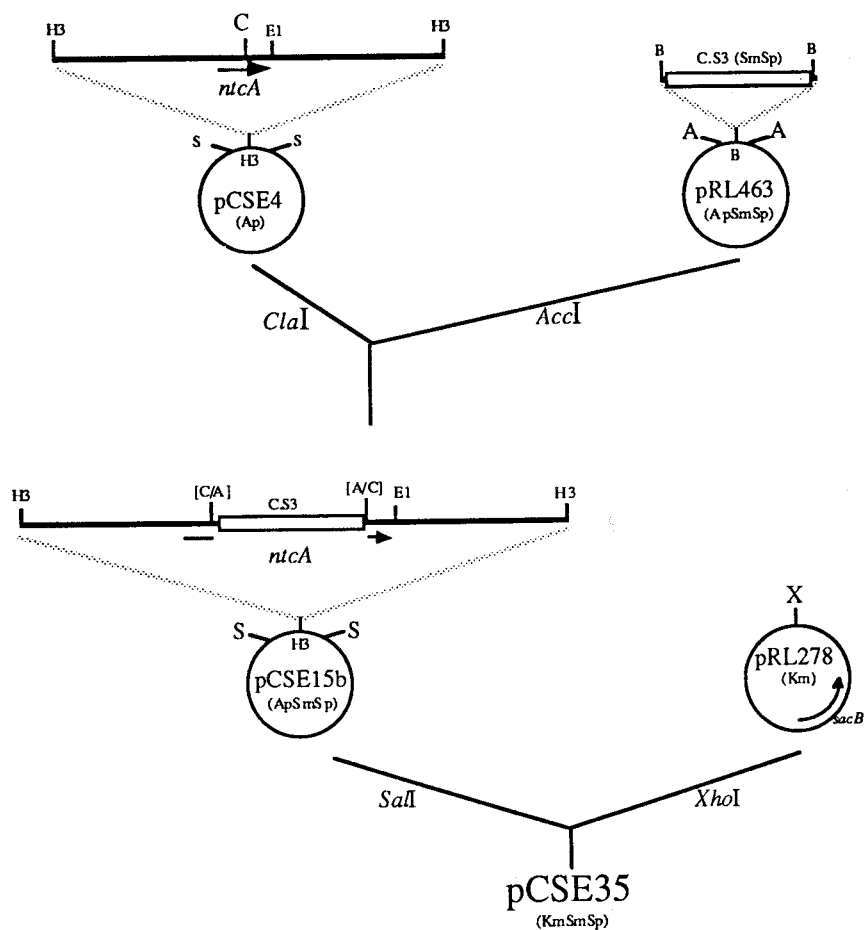 H3 C E1 H3
ntcA
B C.S3 (SmSp) B
S H3 S
pCSE4
(Ap)
A B A
pRL463
(ApSmSp)
ClaI
AccI
H3 [C/A] C.S3 [A/C] E1 H3
ntcA
S H3 S
pCSE15b
(ApSmSp)
X
pRL278
(Km)
sacB
SalI
XhoI
pCSE35
(KmSmSp)